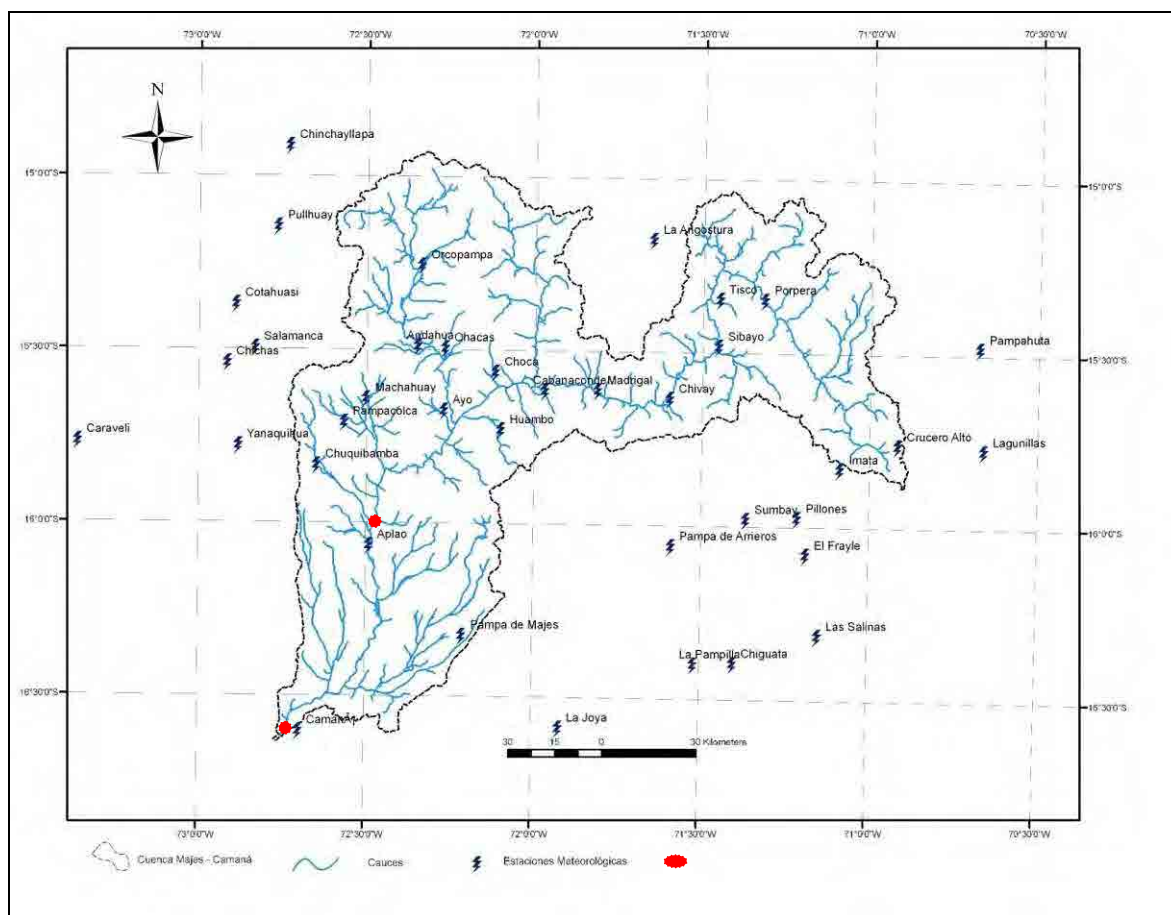 73°0'0"W 72°30'0"W 72°0'0"W 71°30'0"W 71°0'0"W 70°30'0"W
N
Chinchayllapa
15°0'0"S 15°0'0"S
Pullhuay
La Angostura
Orcopampa
Tisco Porpera
Cotahuasi
Salamanca
Andahua Chacas
Sibayo
Pampahuta
15°30'0"S 15°30'0"S
Chichas
Choca
Machahuay
Cabanaconde Madrigal
Chivay
Ayo
Pampacolca
Huambo
Caraveli
Yanaquihua
Crucero Alto
Lagunillas
Chuquibamba
Imata
Sumbay Pillones
16°0'0"S 16°0'0"S
Aplao
Pampa de Arrieros
El Frayle
Pampa de Majes
Las Salinas
La Pampilla Chiguata
16°30'0"S 16°30'0"S
La Joya
30 15 0 30 Kilometers
73°0'0"W 72°30'0"W 72°0'0"W 71°30'0"W 71°0'0"W 70°30'0"W
Cuenca Majes - Camaná Cauces Estaciones Meteorológicas